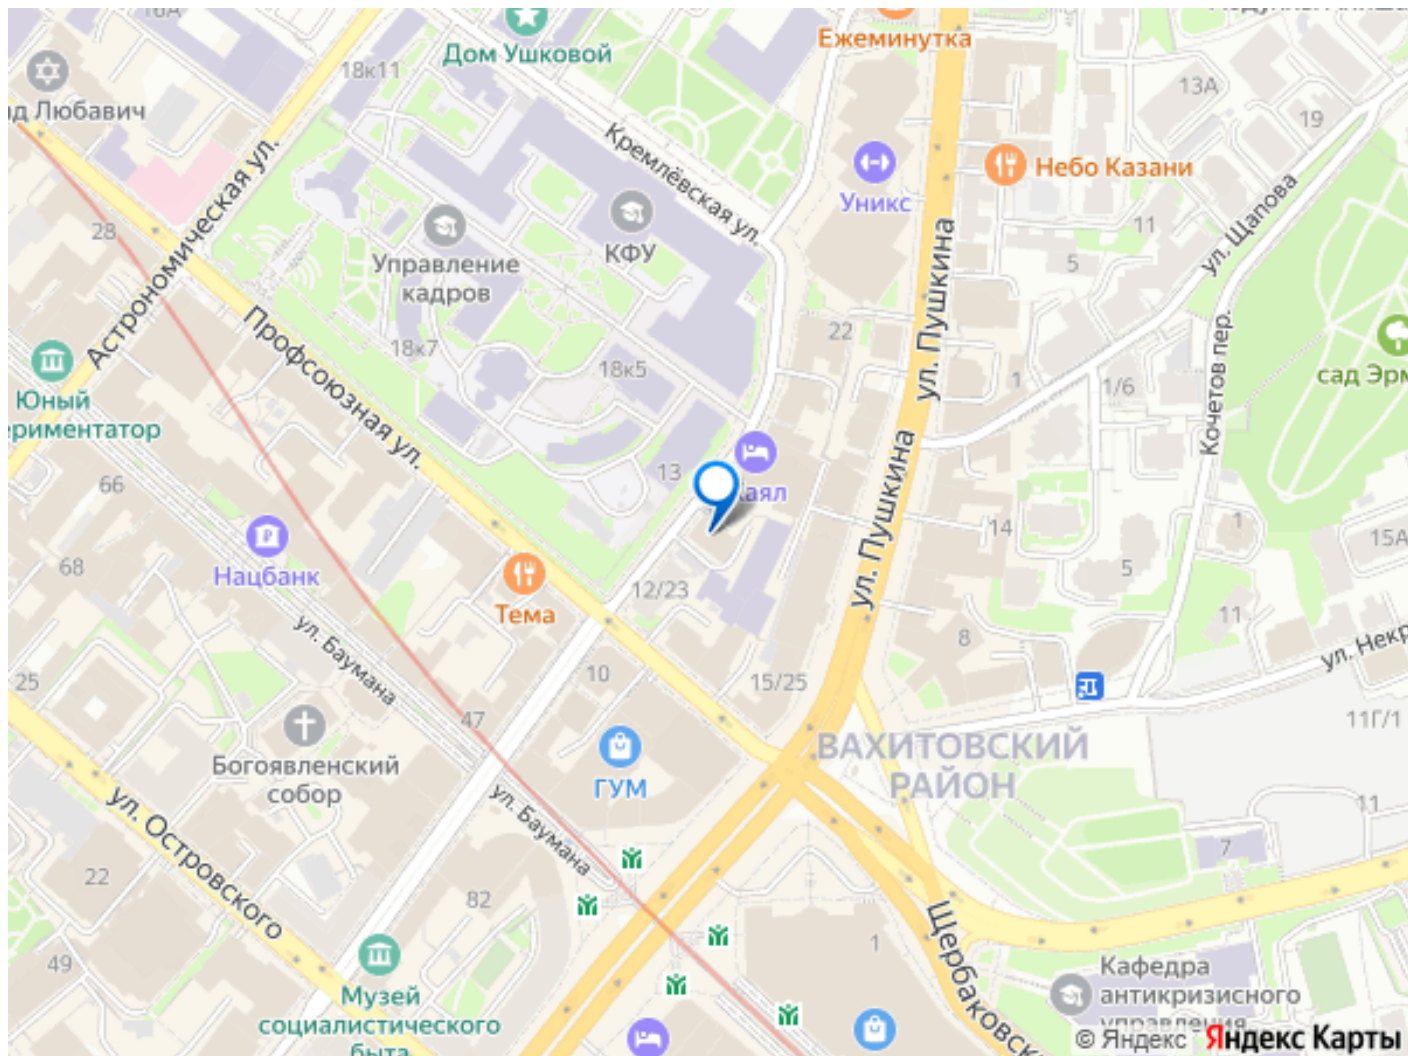 Ежеминутка
Дом Ушковой
18к11
13А
19
ад Любавич
Кремлёвская ул.
Небо Казани
Уникс
ул. Щапова
Астрономическая ул.
28
КФУ
11
ул. Пушкина
5
Управление
кадров
Профсоюзная ул.
22
Кочетов пер.
18к7
18к5
1
1/6
сад Эрм
Юный
ериментатор
ул. Пушкина
66
13
аял
14
1
15А
Нацбанк
68
5
12/23
Тема
11
ул. Баумана
8
ул. Некр
25
10
15/25
47
11Г/1
ВАХИТОВСКИЙ
РАЙОН
Богоявленский
собор
ГУМ
ул. Баумана
11
ул. Островского
7
22
82
Щербаковск
1
49
Кафедра
антикризисного
управления
Музей
социалистического
быта
© Яндекс Яндекс Карты